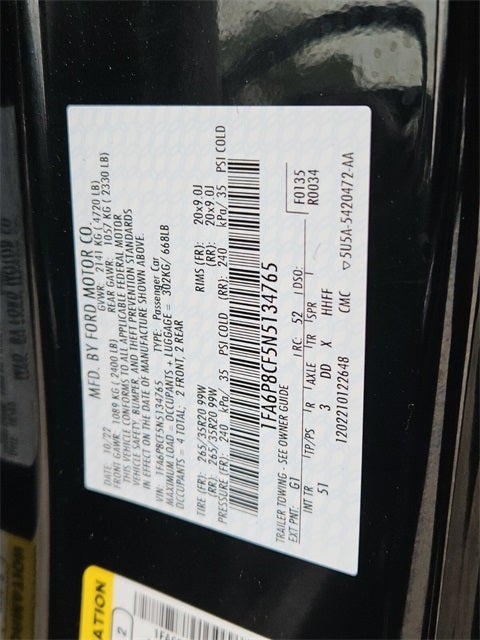 MFD. BY FORD MOTOR CO.
DATE: 10/22 GVWR: 2141 KG ( 4720 LB)
FRONT GAWR: 1089 KG ( 2400 LB) REAR GAWR: 1057 KG ( 2330 LB)
THIS VEHICLE CONFORMS TO ALL APPLICABLE FEDERAL MOTOR
VEHICLE SAFETY, BUMPER, AND THEFT PREVENTION STANDARDS
IN EFFECT ON THE DATE OF MANUFACTURE SHOWN ABOVE.
VIN: 1FA6P8CF5N5134765 TYPE: Passenger Car
MAXIMUM LOAD = OCCUPANTS + LUGGAGE = 302KG/ 668LB
OCCUPANTS = 4 TOTAL; 2 FRONT, 2 REAR
TIRE (FR): 265/35R20 99W RIMS (FR): 20x9.0J
(RR): 265/35R20 99W (RR): 20x9.0J
PRESSURE (FR): 240 kPa/ 35 PSI COLD (RR): 240 kPa/ 35 PSI COLD
1FA6P8CF5N5134765
TRAILER TOWING - SEE OWNER GUIDE
EXT PNT: G1 RC: 52 DSO: F0135
R0034
INT TR TP/PS R AXLE TR SPR
51 3 DD X HHFF
1202210122648 CMC 5U5A-5420472-AA
ATION
2